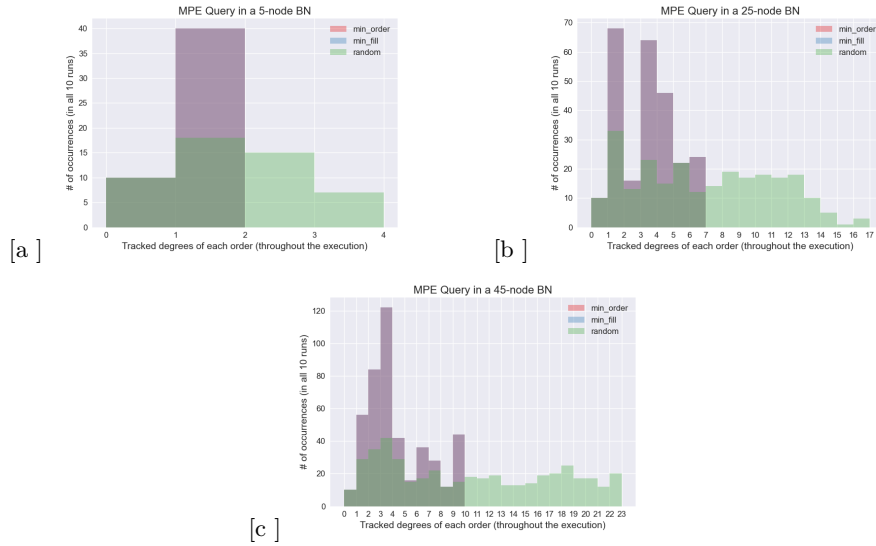 MPE Query in a 5-node BN
# of occurrences (in all 10 runs)
40
35
30
25
20
15
10
5
0
min_order
min_fill
random
0 1 2 3 4
Tracked degrees of each order (throughout the execution)
[a ]
MPE Query in a 25-node BN
# of occurrences (in all 10 runs)
70
60
50
40
30
20
10
0
min_order
min_fill
random
0 1 2 3 4 5 6 7 8 9 10 11 12 13 14 15 16 17
Tracked degrees of each order (throughout the execution)
[b ]
MPE Query in a 45-node BN
# of occurrences (in all 10 runs)
120
100
80
60
40
20
0
min_order
min_fill
random
0 1 2 3 4 5 6 7 8 9 10 11 12 13 14 15 16 17 18 19 20 21 22 23
Tracked degrees of each order (throughout the execution)
[c ]